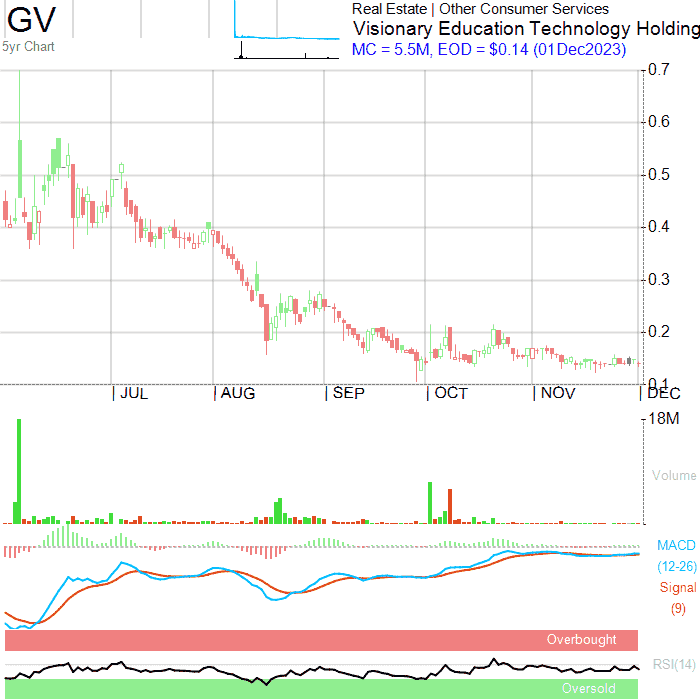 GV
5yr Chart
Real Estate | Other Consumer Services
Visionary Education Technology Holding
MC = 5.5M, EOD = $0.14 (01Dec2023)
0.7
0.6
0.5
0.4
0.3
0.2
0.1
JUL AUG SEP OCT NOV DEC
18M
Volume
MACD
(12-26)
Signal
(9)
Overbought
RSI(14)
Oversold